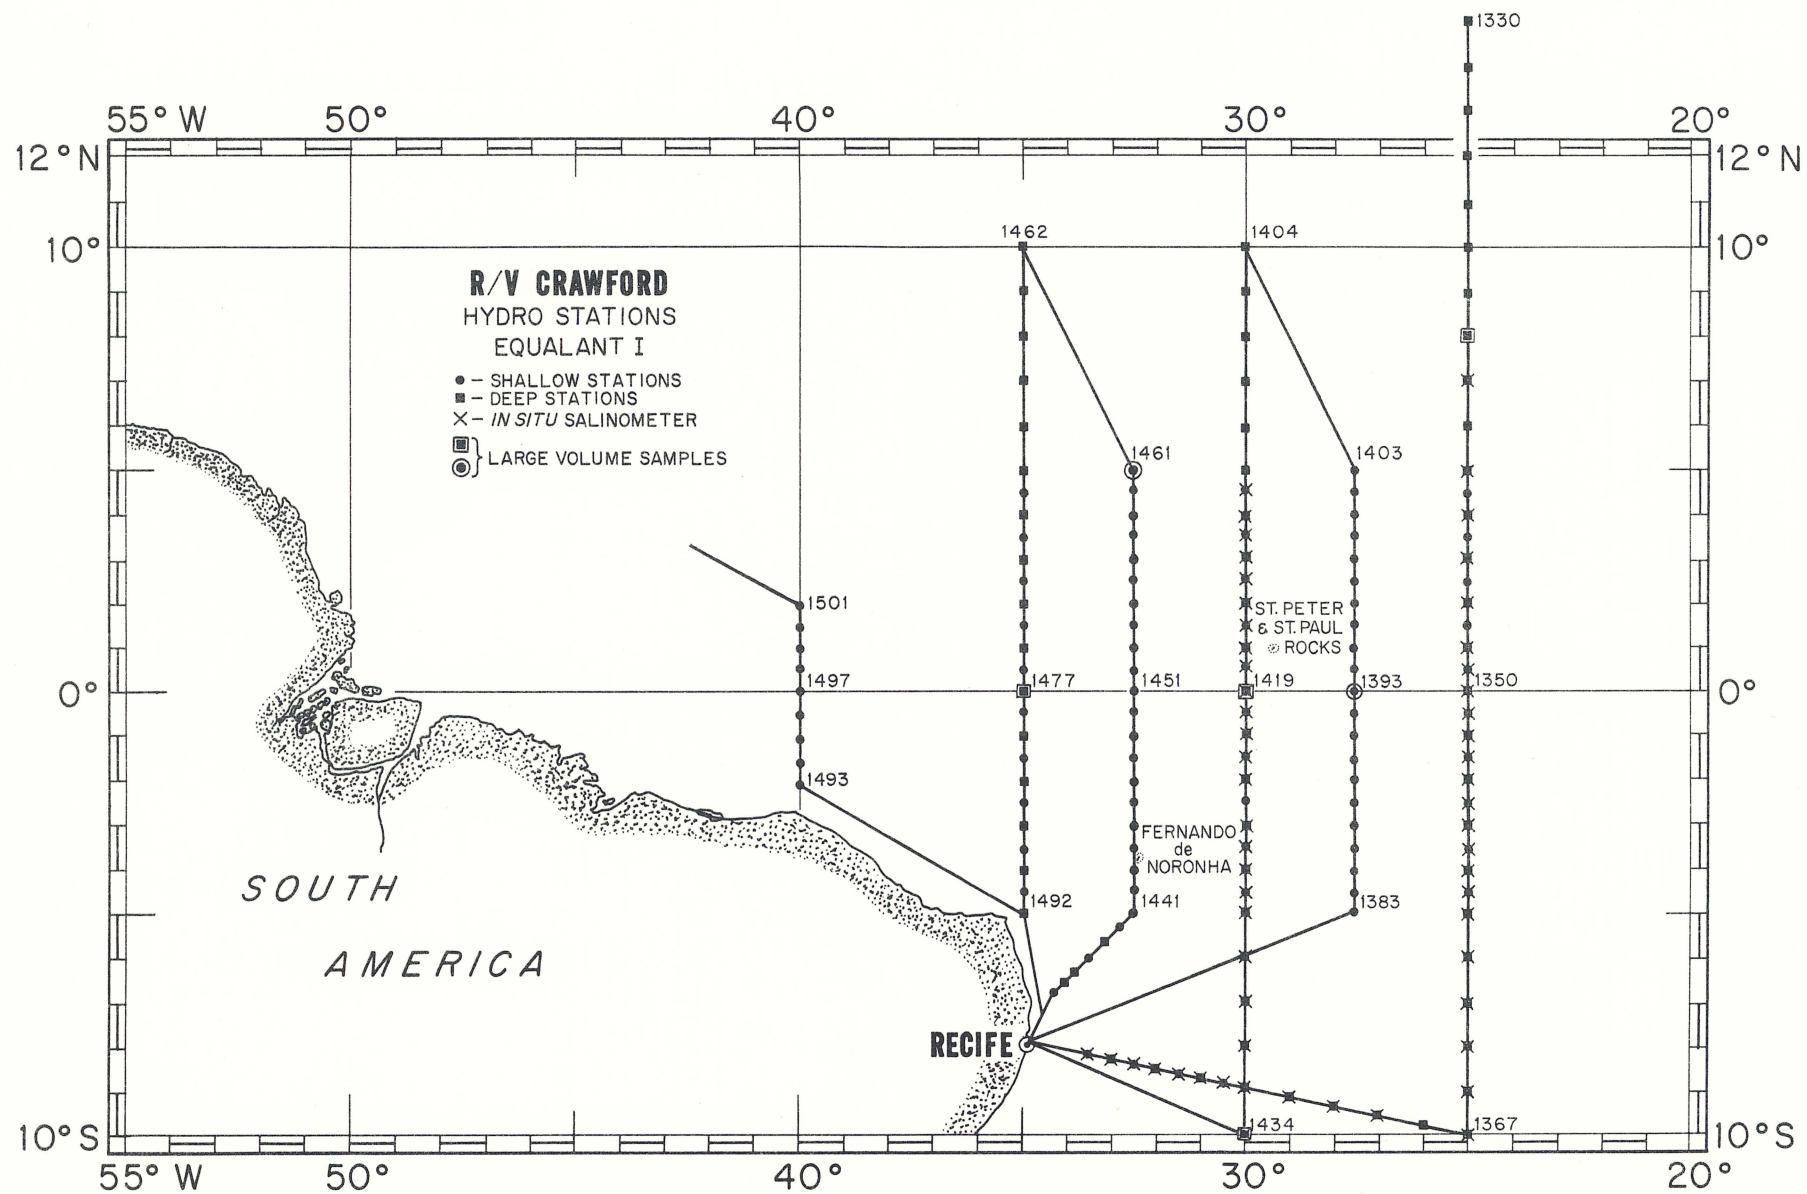 1330
55° W 50° 40° 30° 20°
12° N 12° N
10° 1462 1404 10°
R/V CRAWFORD
HYDRO STATIONS
EQUALANT I
● – SHALLOW STATIONS
■ – DEEP STATIONS
× – IN SITU SALINOMETER
} LARGE VOLUME SAMPLES
1461 1403
1501
ST. PETER
& ST. PAUL
ROCKS
0° 1497 1477 1451 1419 1393 1350 0°
1493
FERNANDO
de
NORONHA
SOUTH
AMERICA
1492 1441 1383
RECIFE
10° S 1434 1367 10° S
55° W 50° 40° 30° 20°